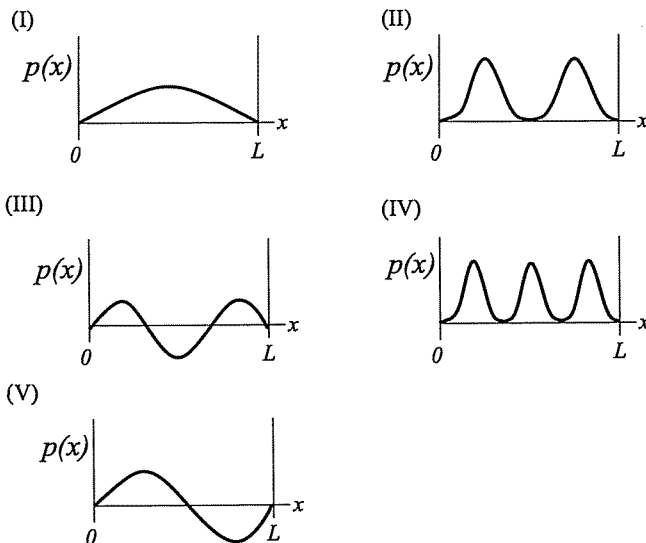 (I)
p(x)
x
0
L
(II)
p(x)
x
0
L
(III)
p(x)
x
0
L
(IV)
p(x)
x
0
L
(V)
p(x)
x
0
L